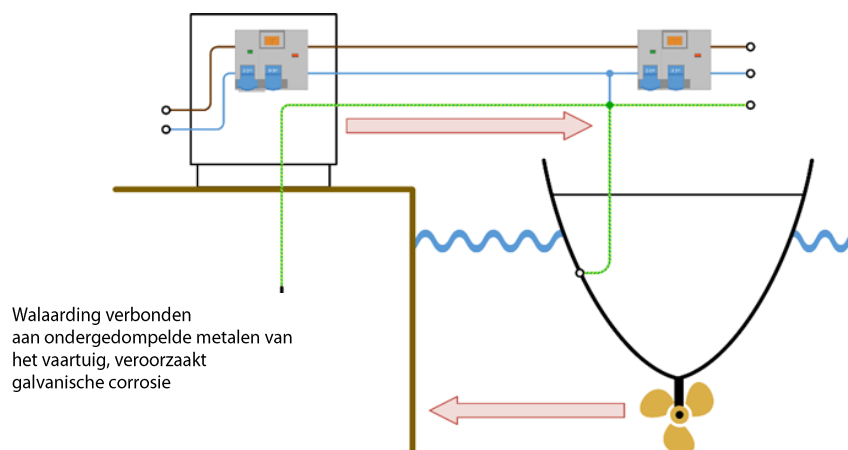 Walaarding verbonden
aan ondergedompelde metalen van
het vaartuig, veroorzaakt
galvanische corrosie